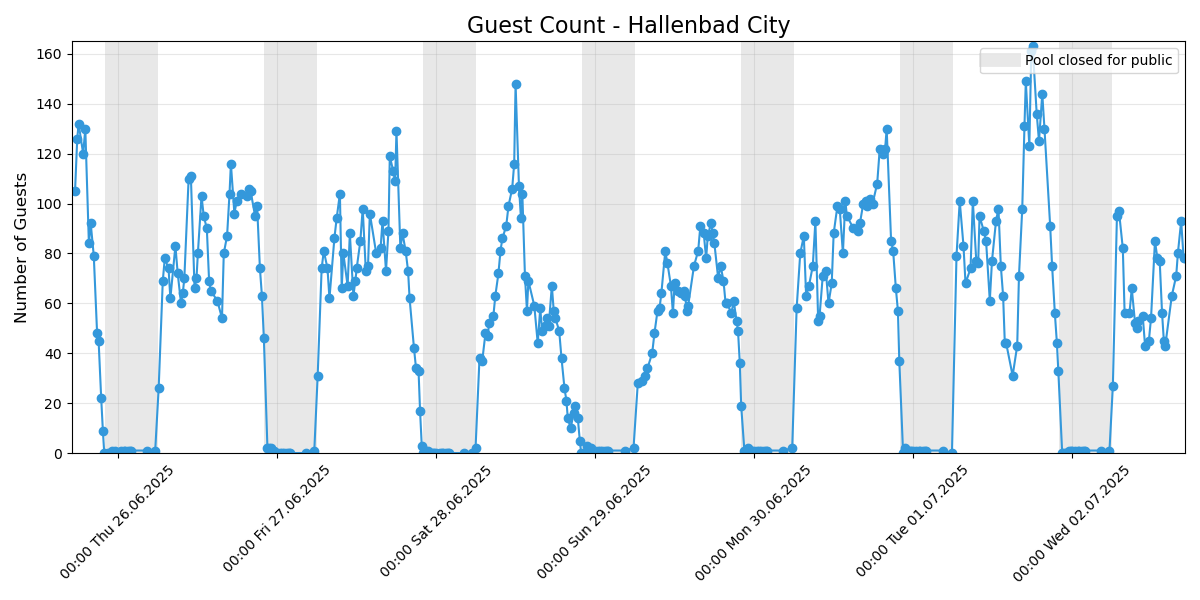 Guest Count - Hallenbad City
Pool closed for public
Number of Guests
160
140
120
100
80
60
40
20
0
00:00 Thu 26.06.2025
00:00 Fri 27.06.2025
00:00 Sat 28.06.2025
00:00 Sun 29.06.2025
00:00 Mon 30.06.2025
00:00 Tue 01.07.2025
00:00 Wed 02.07.2025